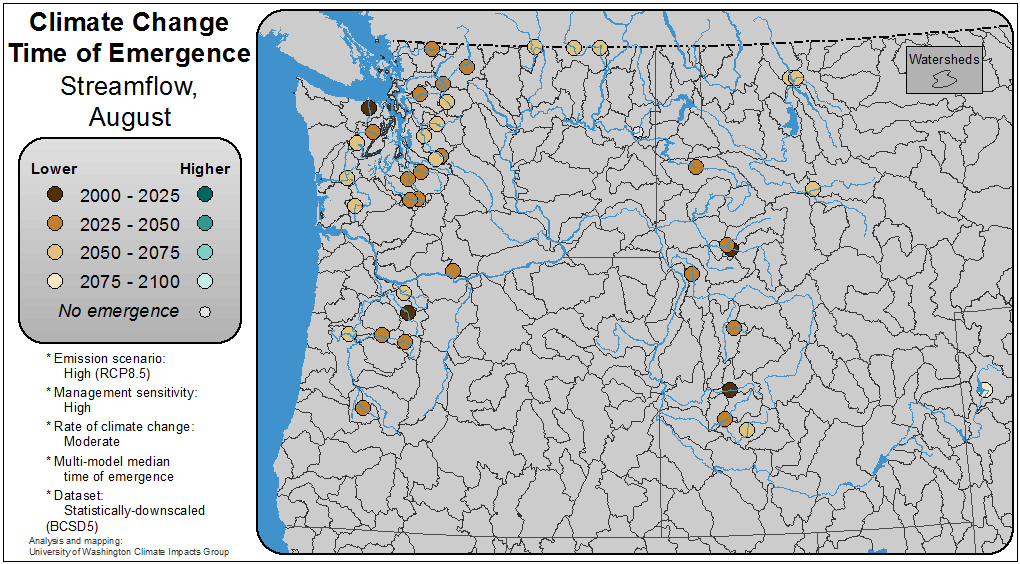 Climate Change
Time of Emergence
Streamflow,
August
Lower Higher
2000 - 2025
2025 - 2050
2050 - 2075
2075 - 2100
No emergence
* Emission scenario:
High (RCP8.5)
* Management sensitivity:
High
* Rate of climate change:
Moderate
* Multi-model median
time of emergence
* Dataset:
Statistically-downscaled
(BCSD5)
Analysis and mapping:
University of Washington Climate Impacts Group
Watersheds